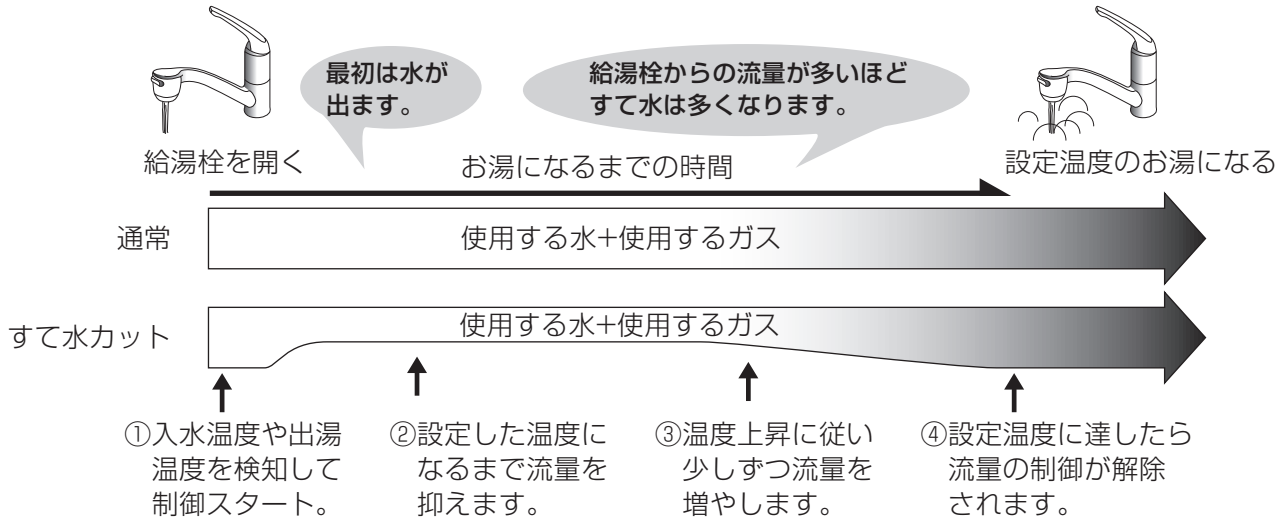 最初は水が
出ます。
給湯栓からの流量が多いほど
すて水は多くなります。
給湯栓を開く
お湯になるまでの時間
設定温度のお湯になる
通常
使用する水+使用するガス
すて水カット
使用する水+使用するガス
①入水温度や出湯
温度を検知して
制御スタート。
②設定した温度に
なるまで流量を
抑えます。
③温度上昇に従い
少しずつ流量を
増やします。
④設定温度に達したら
流量の制御が解除
されます。